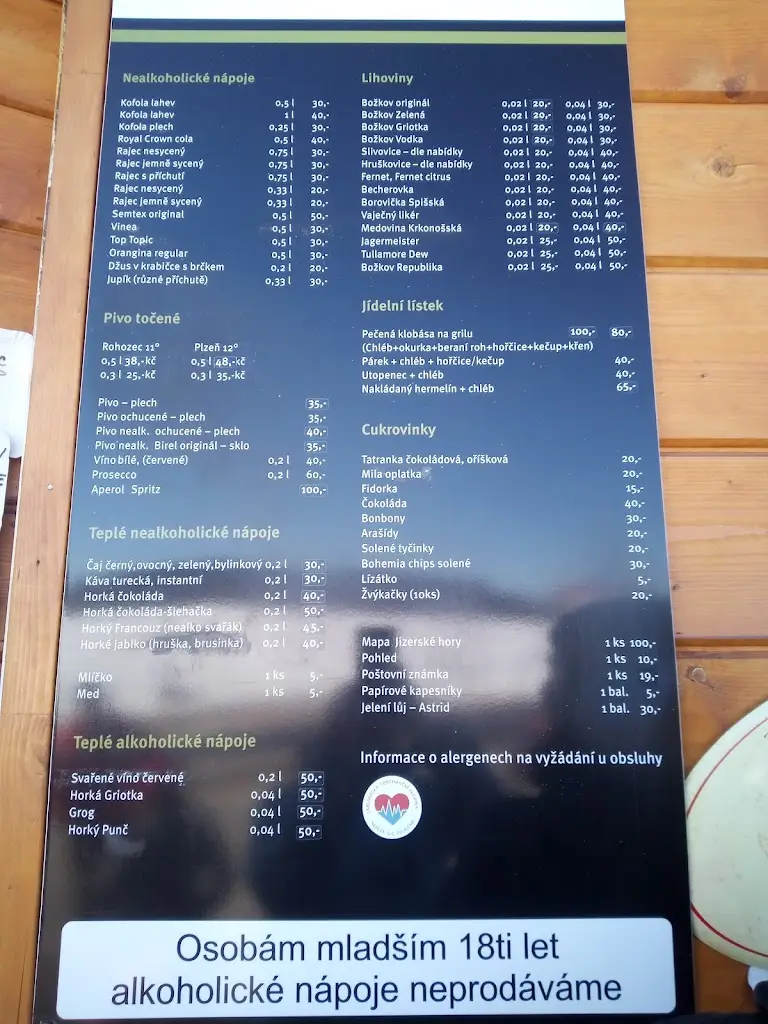 Nealkoholické nápoje
Kofola lahev 0,5 l 30,-
Kofola lahev 1 l 40,-
Kofola plech 0,25 l 30,-
Royal Crown cola 0,5 l 40,-
Rajec nesycený 0,75 l 30,-
Rajec jemně sycený 0,75 l 30,-
Rajec s příchutí 0,75 l 30,-
Rajec nesycený 0,33 l 20,-
Rajec jemně sycený 0,33 l 20,-
Semtex original 0,5 l 50,-
Vinea 0,5 l 30,-
Top Topic 0,5 l 30,-
Orangina regular 0,5 l 30,-
Džus v krabičce s brčkem 0,2 l 20,-
Jupík (různé příchutě) 0,33 l 30,-
Pivo točené
Rohozec 11° Plzeň 12°
0,5 l 38,-kč 0,5 l 48,-kč
0,3 l 25,-kč 0,3 l 35,-kč
Pivo – plech 35,-
Pivo ochucené – plech 35,-
Pivo nealk. ochucené – plech 40,-
Pivo nealk. Birel originál – sklo 35,-
Víno bílé, (červené) 0,2 l 40,-
Prosecco 0,2 l 60,-
Aperol Spritz 100,-
Teplé nealkoholické nápoje
Čaj černý,ovocný, zelený,bylinkový 0,2 l 30,-
Káva turecká, instantní 0,2 l 30,-
Horká čokoláda 0,2 l 40,-
Horká čokoláda-šlehačka 0,2 l 50,-
Horký Francouz (nealko svařák) 0,2 l 45,-
Horké jablko (hruška, brusinka) 0,2 l 40,-
Mlíčko 1 ks 5,-
Med 1 ks 5,-
Teplé alkoholické nápoje
Svařené víno červené 0,2 l 50,-
Horká Griotka 0,04 l 50,-
Grog 0,04 l 50,-
Horký Punč 0,04 l 50,-
Lihoviny
Božkov originál 0,02 l 20,- 0,04 l 30,-
Božkov Zelená 0,02 l 20,- 0,04 l 30,-
Božkov Griotka 0,02 l 20,- 0,04 l 30,-
Božkov Vodka 0,02 l 20,- 0,04 l 30,-
Slivovice – dle nabídky 0,02 l 20,- 0,04 l 40,-
Hruškovice – dle nabídky 0,02 l 20,- 0,04 l 40,-
Fernet, Fernet citrus 0,02 l 20,- 0,04 l 40,-
Becherovka 0,02 l 20,- 0,04 l 40,-
Borovička Spišská 0,02 l 20,- 0,04 l 40,-
Vaječný likér 0,02 l 20,- 0,04 l 40,-
Medovina Krkonošská 0,02 l 20,- 0,04 l 40,-
Jagermeister 0,02 l 25,- 0,04 l 50,-
Tullamore Dew 0,02 l 25,- 0,04 l 50,-
Božkov Republika 0,02 l 25,- 0,04 l 50,-
Jídelní lístek
Pečená klobása na grilu 100,- 80,-
(Chléb+okurka+beraní roh+hořčice+kečup+křen)
Párek + chléb + hořčice/kečup 40,-
Utopenec + chléb 40,-
Nakládaný hermelín + chléb 65,-
Cukrovinky
Tatranka čokoládová, oříšková 20,-
Mila oplatka 20,-
Fidorka 15,-
Čokoláda 40,-
Bonbony 30,-
Arašídy 20,-
Solené tyčinky 20,-
Bohemia chips solené 30,-
Lízátko 5,-
Žvýkačky (10ks) 20,-
Mapa Jizerské hory 1 ks 100,-
Pohled 1 ks 10,-
Poštovní známka 1 ks 19,-
Papírové kapesníky 1 bal. 5,-
Jelení lůj – Astrid 1 bal. 30,-
Informace o alergenech na vyžádání u obsluhy
Osobám mladším 18ti let
alkoholické nápoje neprodáváme